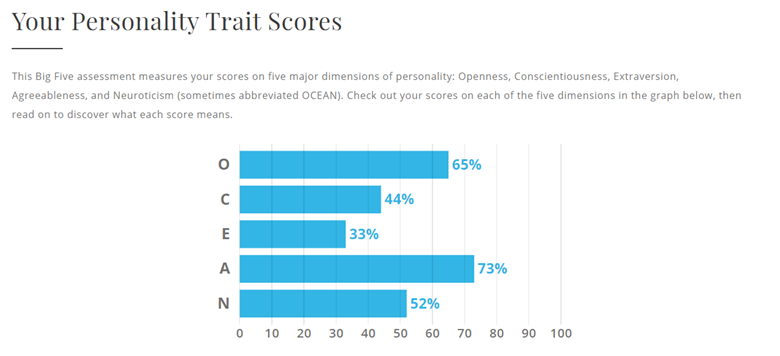 Your Personality Trait Scores
This Big Five assessment measures your scores on five major dimensions of personality: Openness, Conscientiousness, Extraversion,
Agreeableness, and Neuroticism (sometimes abbreviated OCEAN). Check out your scores on each of the five dimensions in the graph below, then
read on to discover what each score means.
O 65%
C 44%
E 33%
A 73%
N 52%
0 10 20 30 40 50 60 70 80 90 100